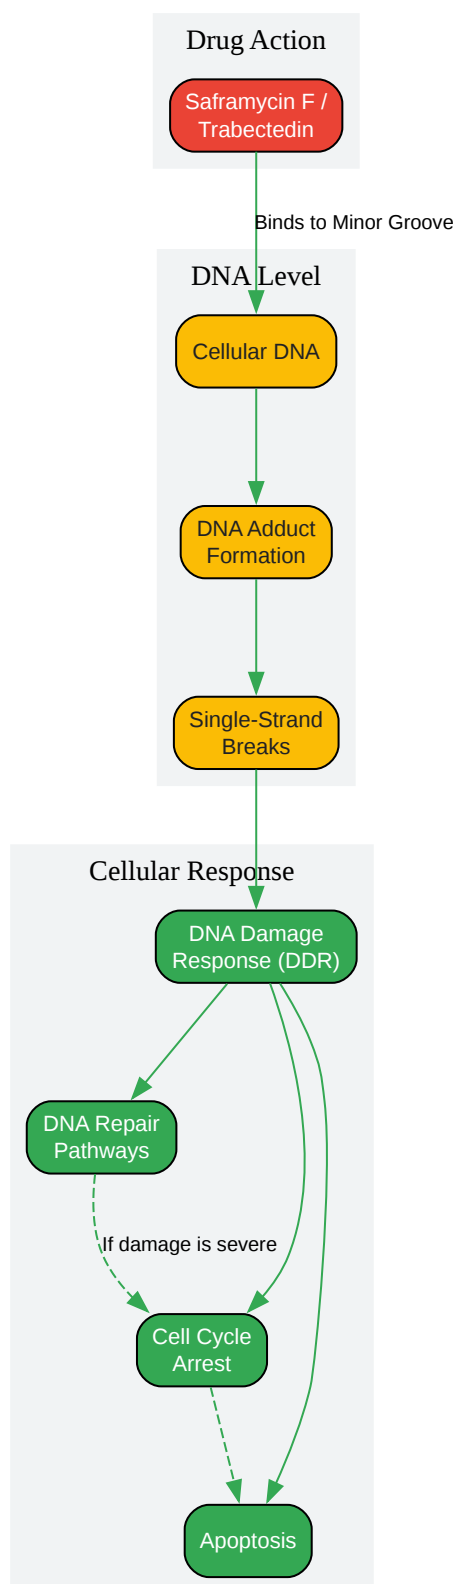 Drug Action
Saframycin F /
Trabectedin
Binds to Minor Groove
DNA Level
Cellular DNA
DNA Adduct
Formation
Single-Strand
Breaks
Cellular Response
DNA Damage
Response (DDR)
DNA Repair
Pathways
If damage is severe
Cell Cycle
Arrest
Apoptosis